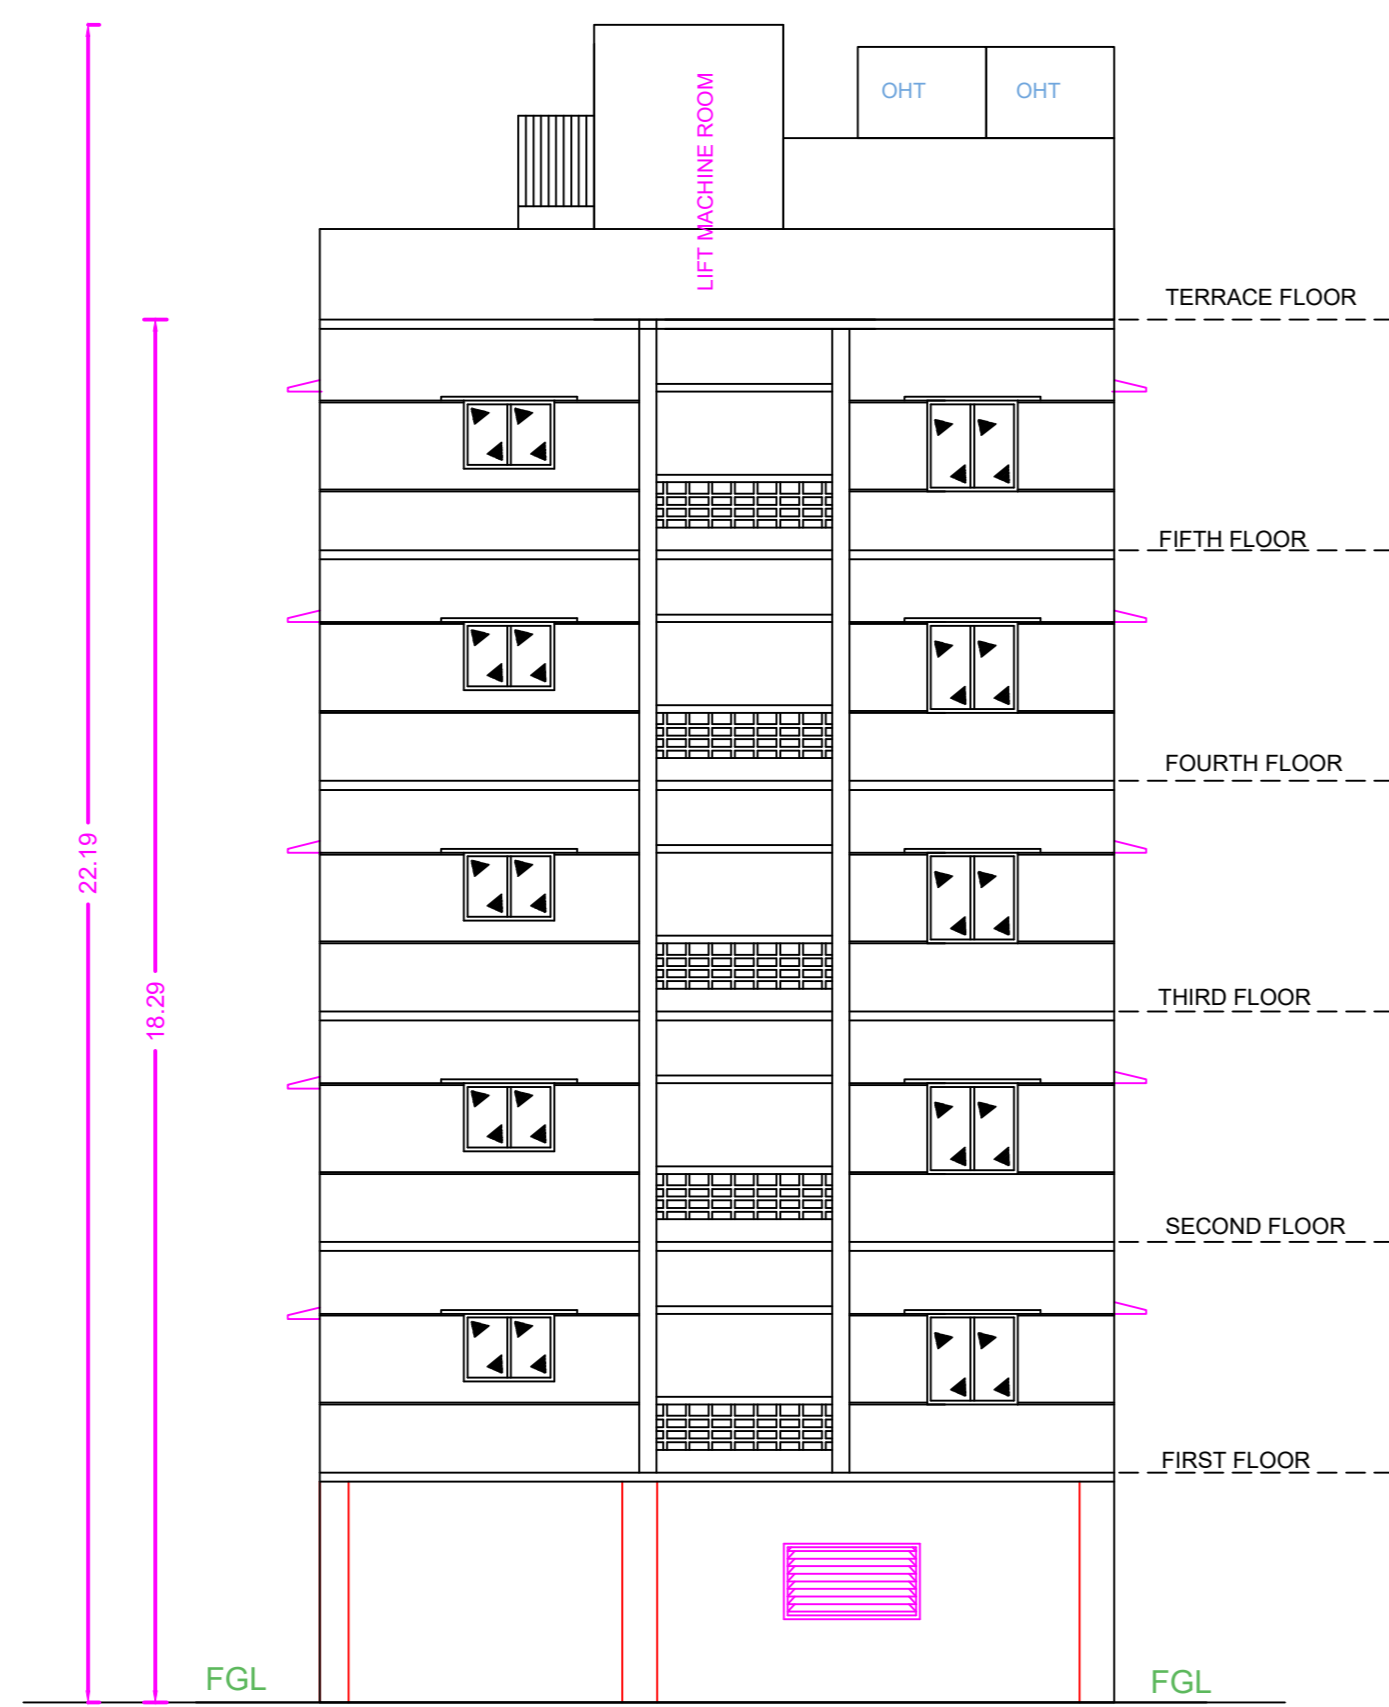 OHT
OHT
LIFT MACHINE ROOM
TERRACE FLOOR
FIFTH FLOOR
FOURTH FLOOR
22.19
THIRD FLOOR
18.29
SECOND FLOOR
FIRST FLOOR
FGL
FGL